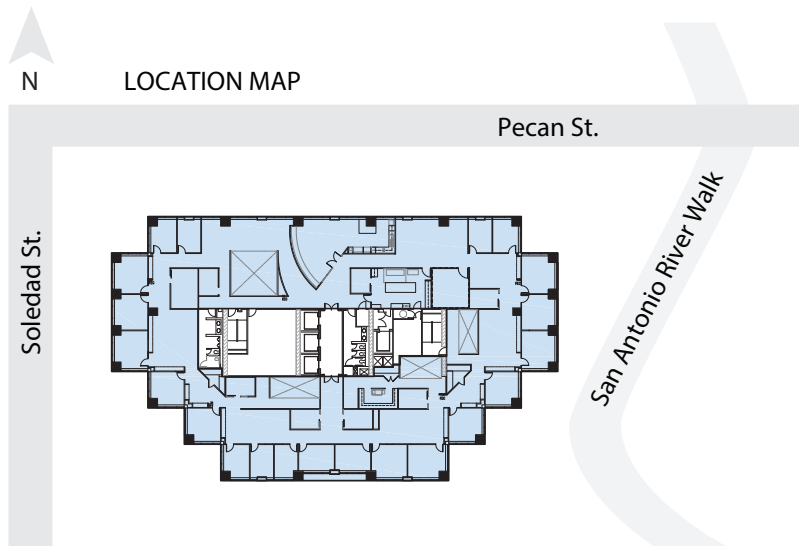 N
LOCATION MAP
Pecan St.
Soledad St.
San Antonio River Walk